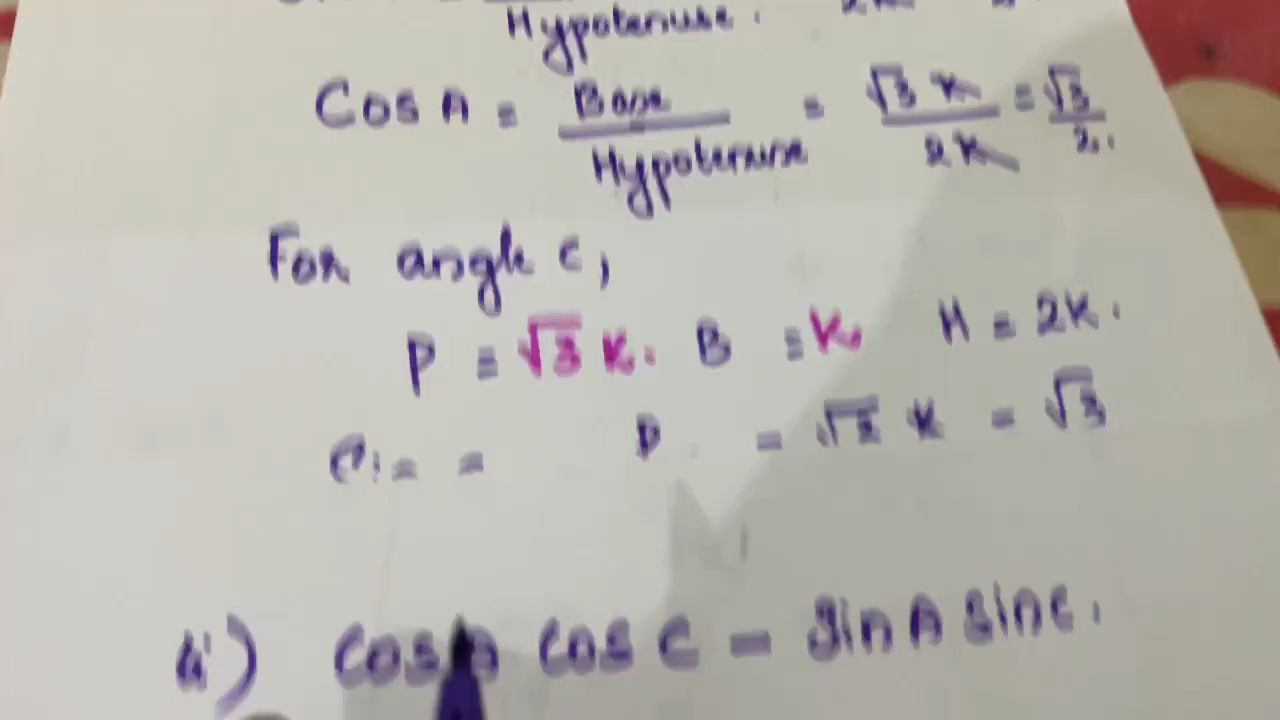 Hypotenuse. 2K
Cos A = Base / Hypotenuse = √3 K / 2K = √3 / 2.
For angle C,
P = √3 K. B = K, H = 2K.
P = √3 K = √3
ii) Cos A Cos C - Sin A Sin C.